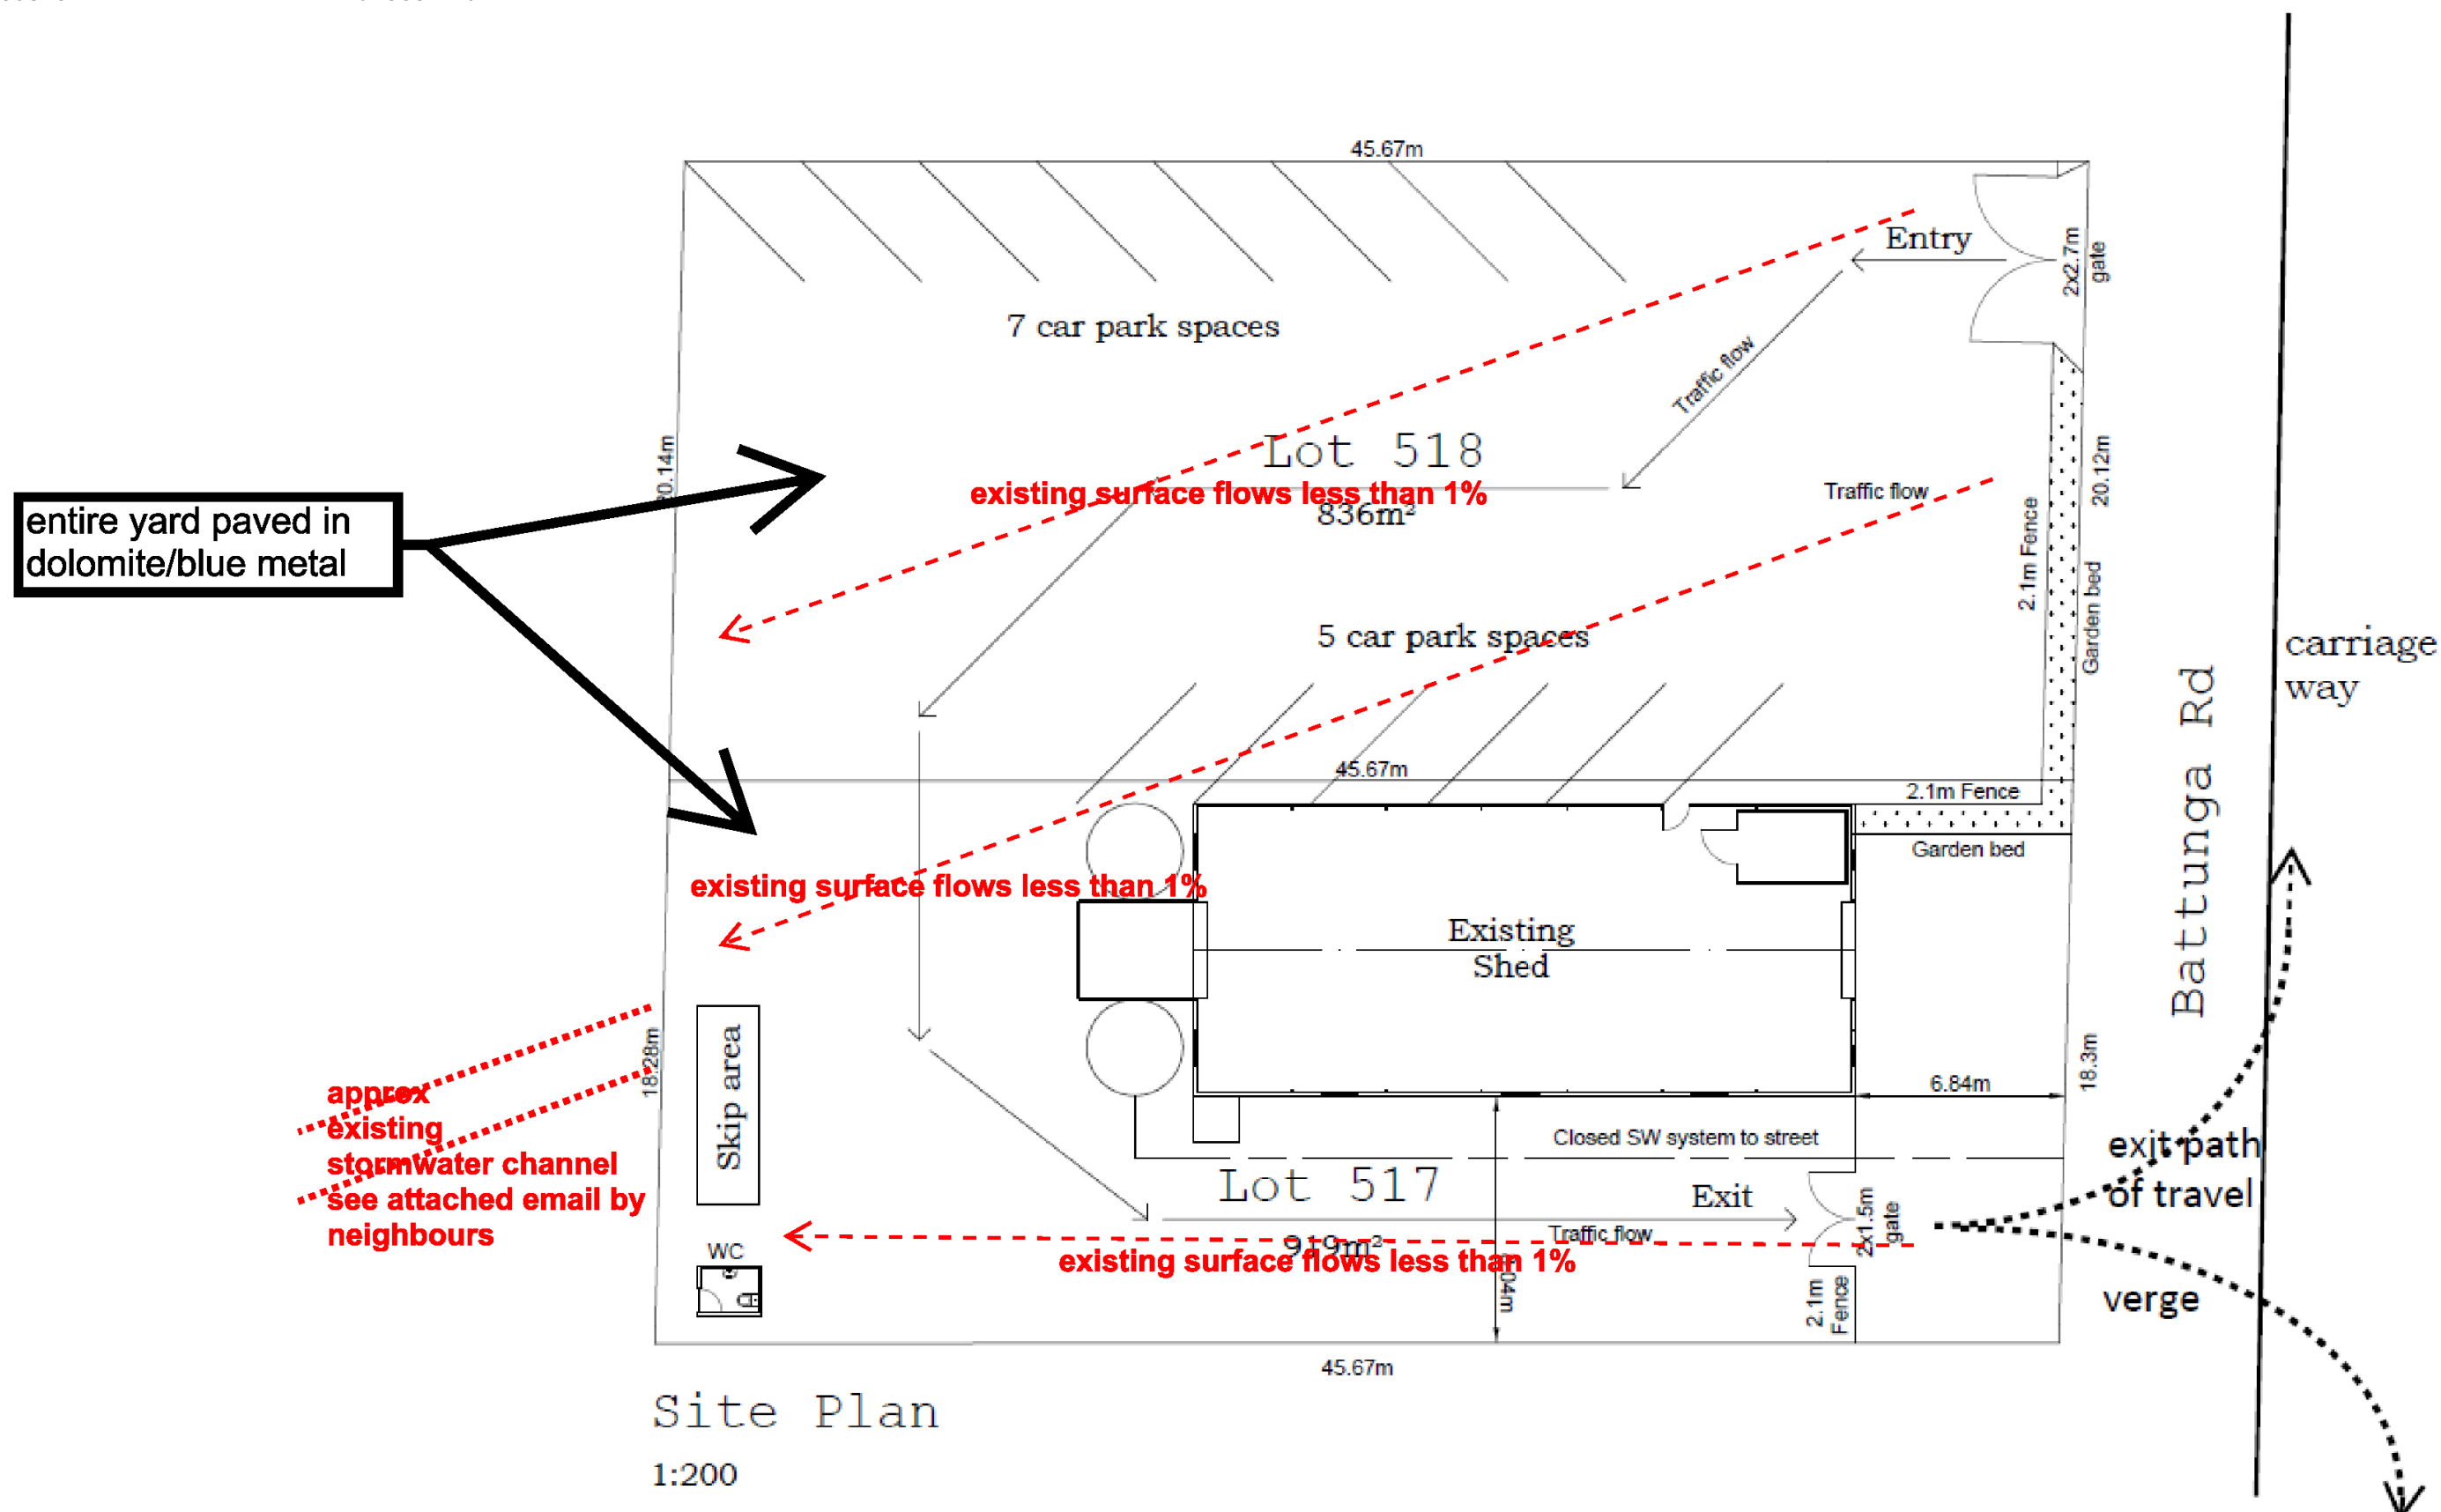 45.67m
Entry
2x2.7m
gate
7 car park spaces
Traffic flow
Lot 518
20.14m
20.12m
existing surface flows less than 1%
Traffic flow
836m²
entire yard paved in
dolomite/blue metal
2.1m Fence
Garden bed
5 car park spaces
carriage
way
Battunga Rd
45.67m
2.1m Fence
Garden bed
existing surface flows less than 1%
Existing
Shed
Skip area
18.28m
6.84m
18.3m
approx
existing
stormwater channel
see attached email by
neighbours
Closed SW system to street
exit path
of travel
Lot 517
Exit
2x1.5m
gate
Traffic flow
919m²
existing surface flows less than 1%
WC
2.1m
Fence
verge
45.67m
Site Plan
1:200